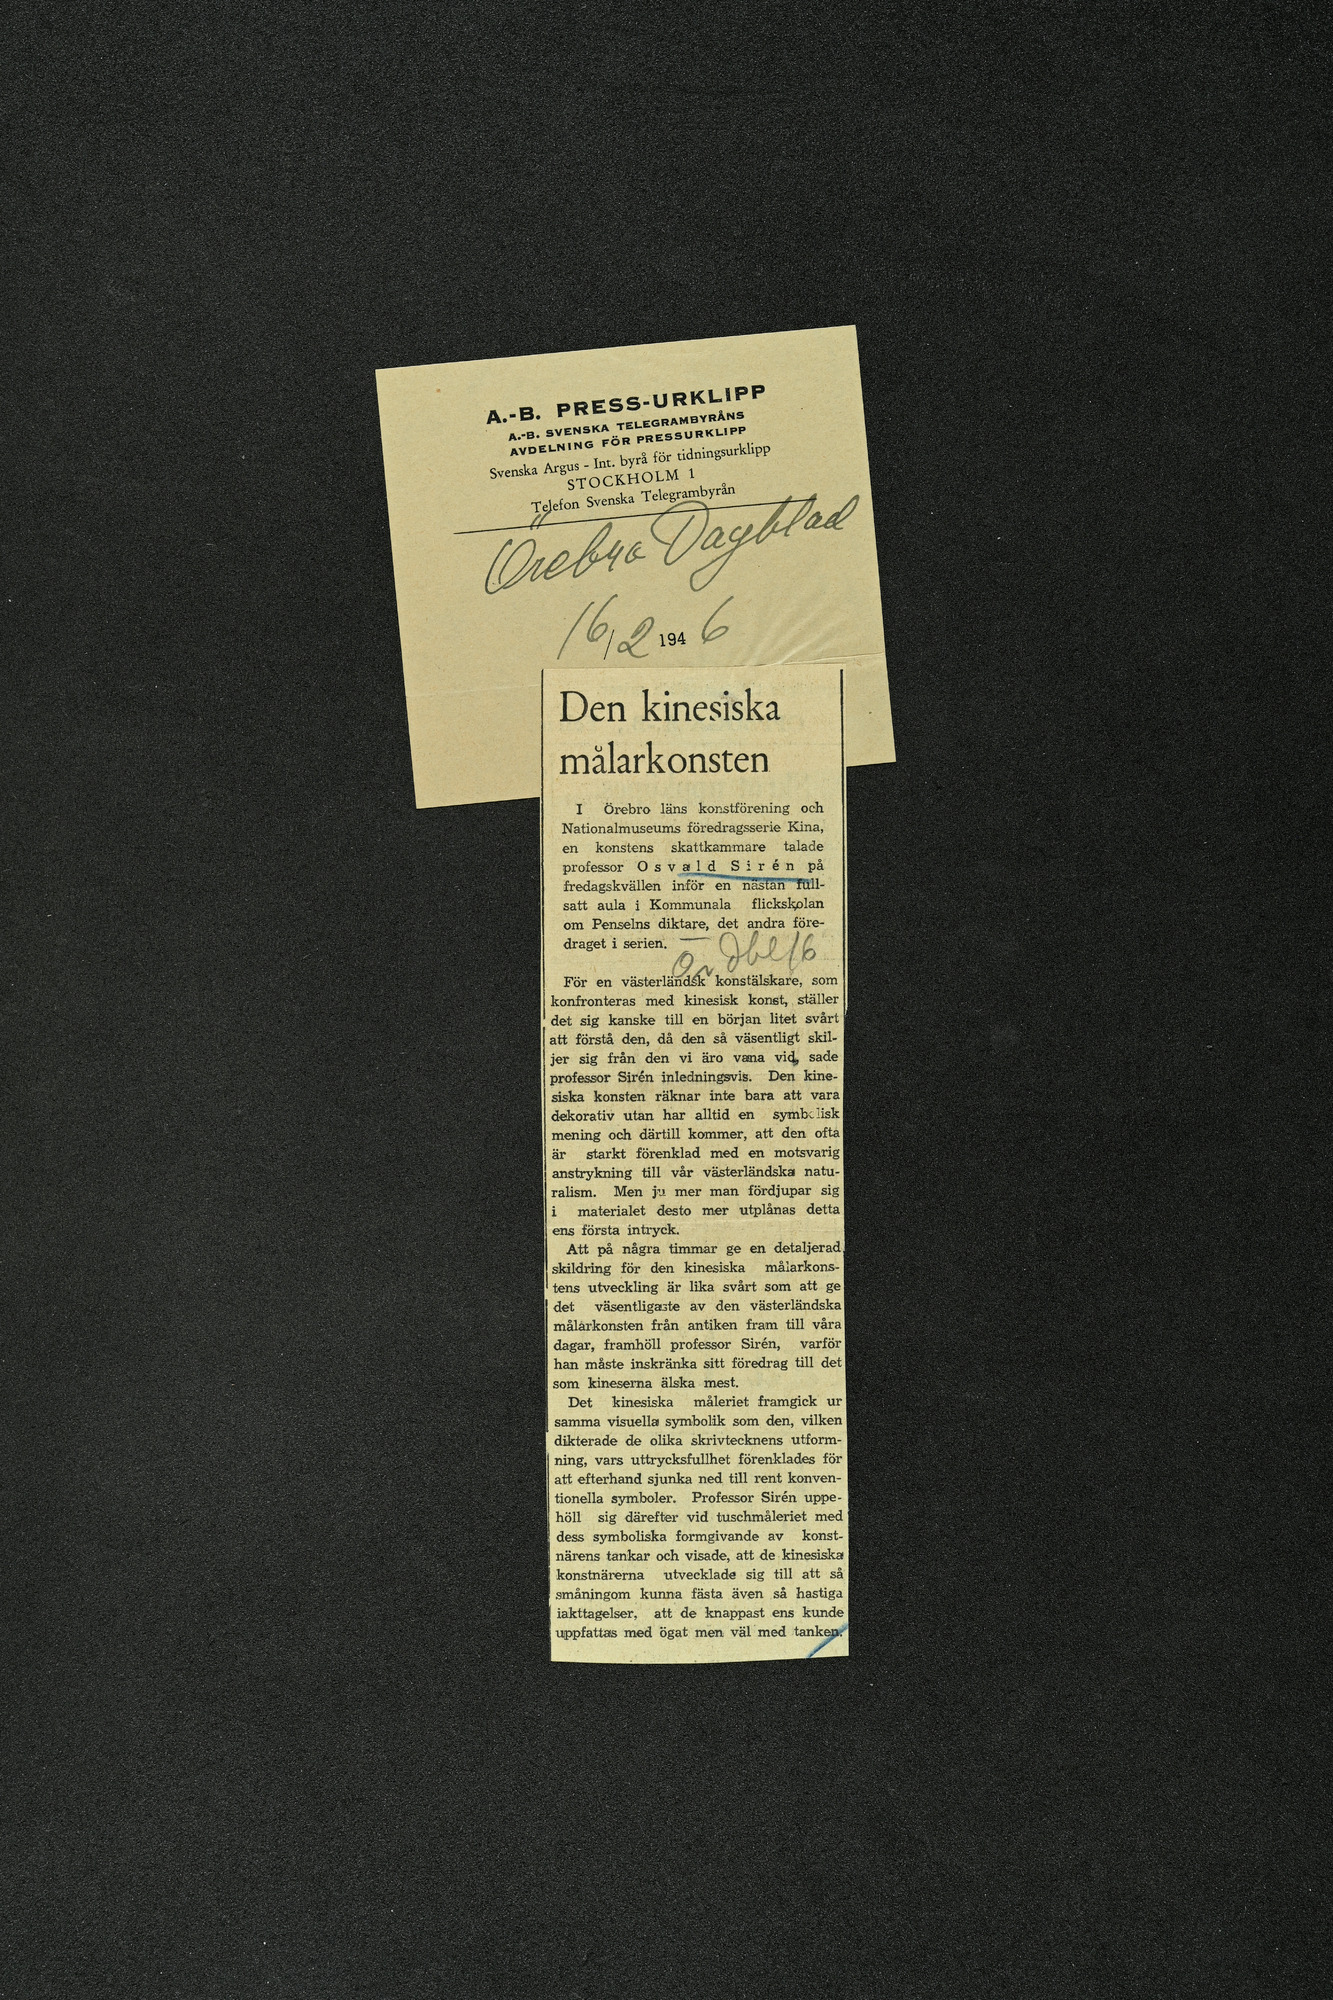 A.-B. PRESS-URKLIPP
A.-B. SVENSKA TELEGRAMBYRÅNS
AVDELNING FÖR PRESSURKLIPP
Svenska Argus - Int. byrå för tidningsurklipp
STOCKHOLM 1
Telefon Svenska Telegrambyrån
Örebro Dagblad
16/2 1946
Den kinesiska
målarkonsten
I Örebro läns konstförening och
Nationalmuseums föredragsserie Kina,
en konstens skattkammare talade
professor Osvald Sirén på
fredagskvällen inför en nästan full-
satt aula i Kommunala flickskolan
om Penselns diktare, det andra före-
draget i serien.
För en västerländsk konstälskare, som
konfronteras med kinesisk konst, ställer
det sig kanske till en början litet svårt
att förstå den, då den så väsentligt skil-
jer sig från den vi äro vana vid, sade
professor Sirén inledningsvis. Den kine-
siska konsten räknar inte bara att vara
dekorativ utan har alltid en symbolisk
mening och därtill kommer, att den ofta
är starkt förenklad med en motsvarig
anstrykning till vår västerländska natu-
ralism. Men ju mer man fördjupar sig
i materialet desto mer utplånas detta
ens första intryck.
Att på några timmar ge en detaljerad
skildring för den kinesiska målarkons-
tens utveckling är lika svårt som att ge
det väsentligaste av den västerländska
målarkonsten från antiken fram till våra
dagar, framhöll professor Sirén, varför
han måste inskränka sitt föredrag till det
som kineserna älska mest.
Det kinesiska måleriet framgick ur
samma visuella symbolik som den, vilken
dikterade de olika skrivtecknens utform-
ning, vars uttrycksfullhet förenklades för
att efterhand sjunka ned till rent konven-
tionella symboler. Professor Sirén uppe-
höll sig därefter vid tuschmåleriet med
dess symboliska formgivande av konst-
närens tankar och visade, att de kinesiska
konstnärerna utvecklade sig till att så
småningom kunna fästa även så hastiga
iakttagelser, att de knappast ens kunde
uppfattas med ögat men väl med tanken.